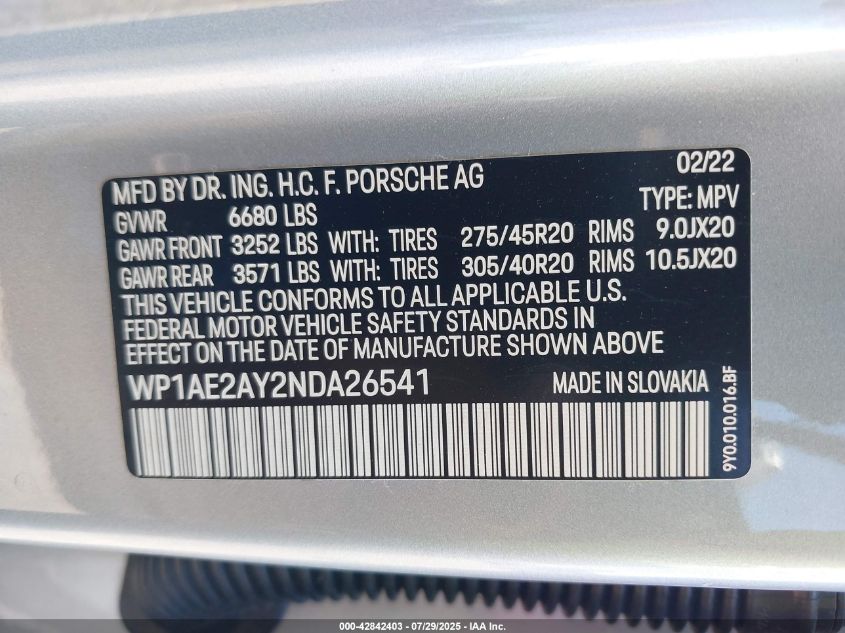 02/22
MFD BY DR. ING. H.C. F. PORSCHE AG
TYPE: MPV
GVWR 6680 LBS
GAWR FRONT 3252 LBS WITH: TIRES 275/45R20 RIMS 9.0JX20
GAWR REAR 3571 LBS WITH: TIRES 305/40R20 RIMS 10.5JX20
THIS VEHICLE CONFORMS TO ALL APPLICABLE U.S.
FEDERAL MOTOR VEHICLE SAFETY STANDARDS IN
EFFECT ON THE DATE OF MANUFACTURE SHOWN ABOVE
WP1AE2AY2NDA26541 MADE IN SLOVAKIA
9Y0.010.016.BF
000-42842403 - 07/29/2025 - IAA Inc.